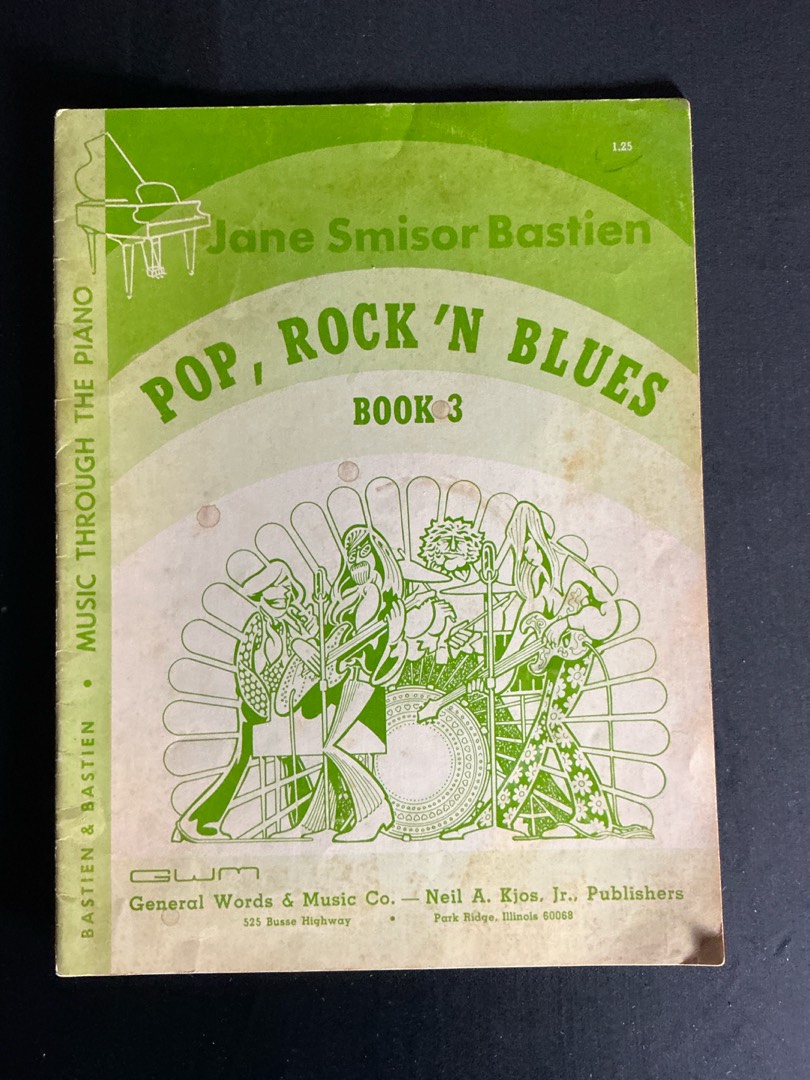 1.25
Jane Smisor Bastien
POP, ROCK 'N BLUES
BOOK 3
BASTIEN & BASTIEN • MUSIC THROUGH THE PIANO
GWM
General Words & Music Co. — Neil A. Kjos, Jr., Publishers
525 Busse Highway • Park Ridge, Illinois 60068